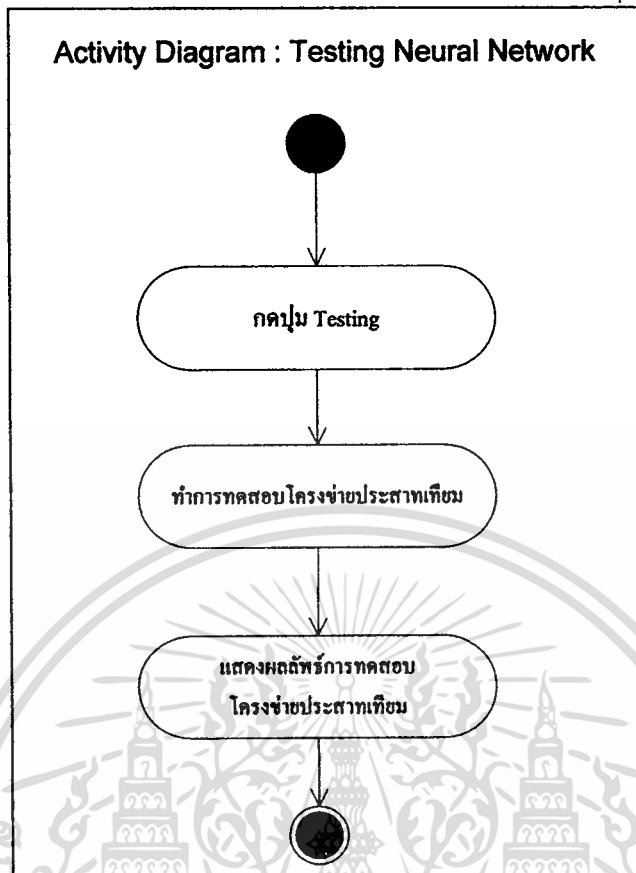 Activity Diagram : Testing Neural Network
กดปุ่ม Testing
ทำการทดสอบโครงข่ายประสาทเทียม
แสดงผลลัพธ์การทดสอบ
โครงข่ายประสาทเทียม